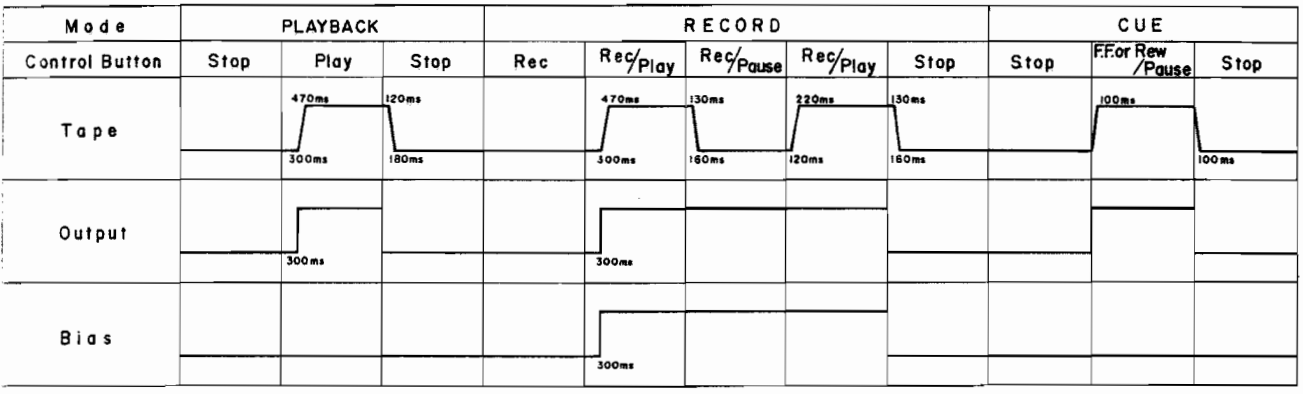 Mode PLAYBACK RECORD CUE
Control Button Stop Play Stop Rec Rec/Play Rec/Pause Rec/Play Stop Stop F.F.or Rew/Pause Stop
470ms 120ms 470ms 130ms 220ms 130ms 100ms
Tape
300ms 180ms 300ms 160ms 120ms 160ms 100ms
Output
300ms 300ms
Bias
300ms